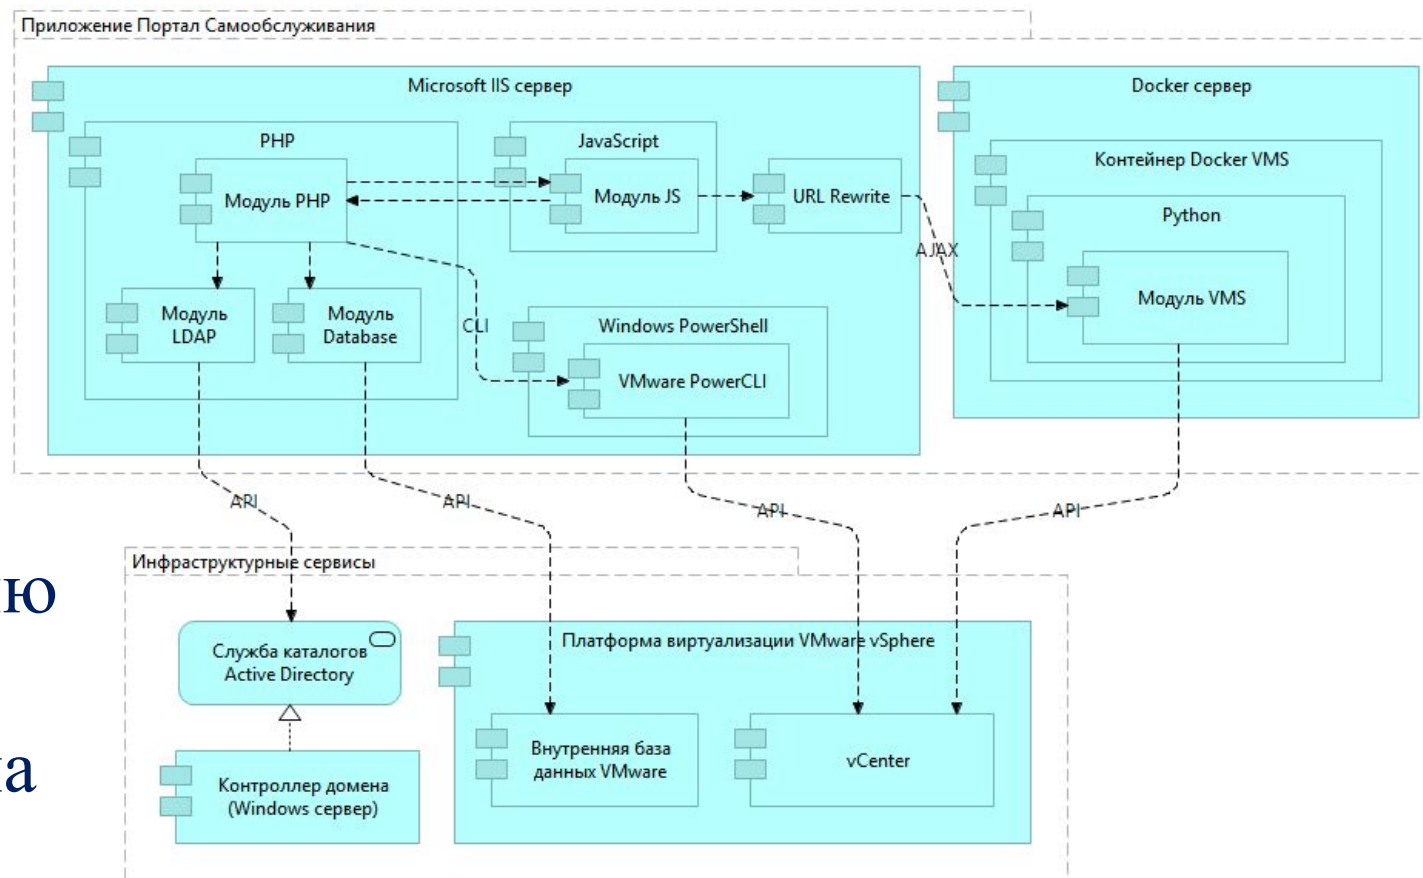 Приложение Портал Самообслуживания
Microsoft IIS сервер
Docker сервер
PHP
JavaScript
Контейнер Docker VMS
Модуль PHP
Модуль JS
URL Rewrite
Python
AJAX
Модуль VMS
Модуль
LDAP
Модуль
Database
CLI
Windows PowerShell
VMware PowerCLI
API
API
API
API
Инфраструктурные сервисы
Служба каталогов
Active Directory
Платформа виртуализации VMware vSphere
Внутренняя база
данных VMware
vCenter
Контроллер домена
(Windows сервер)